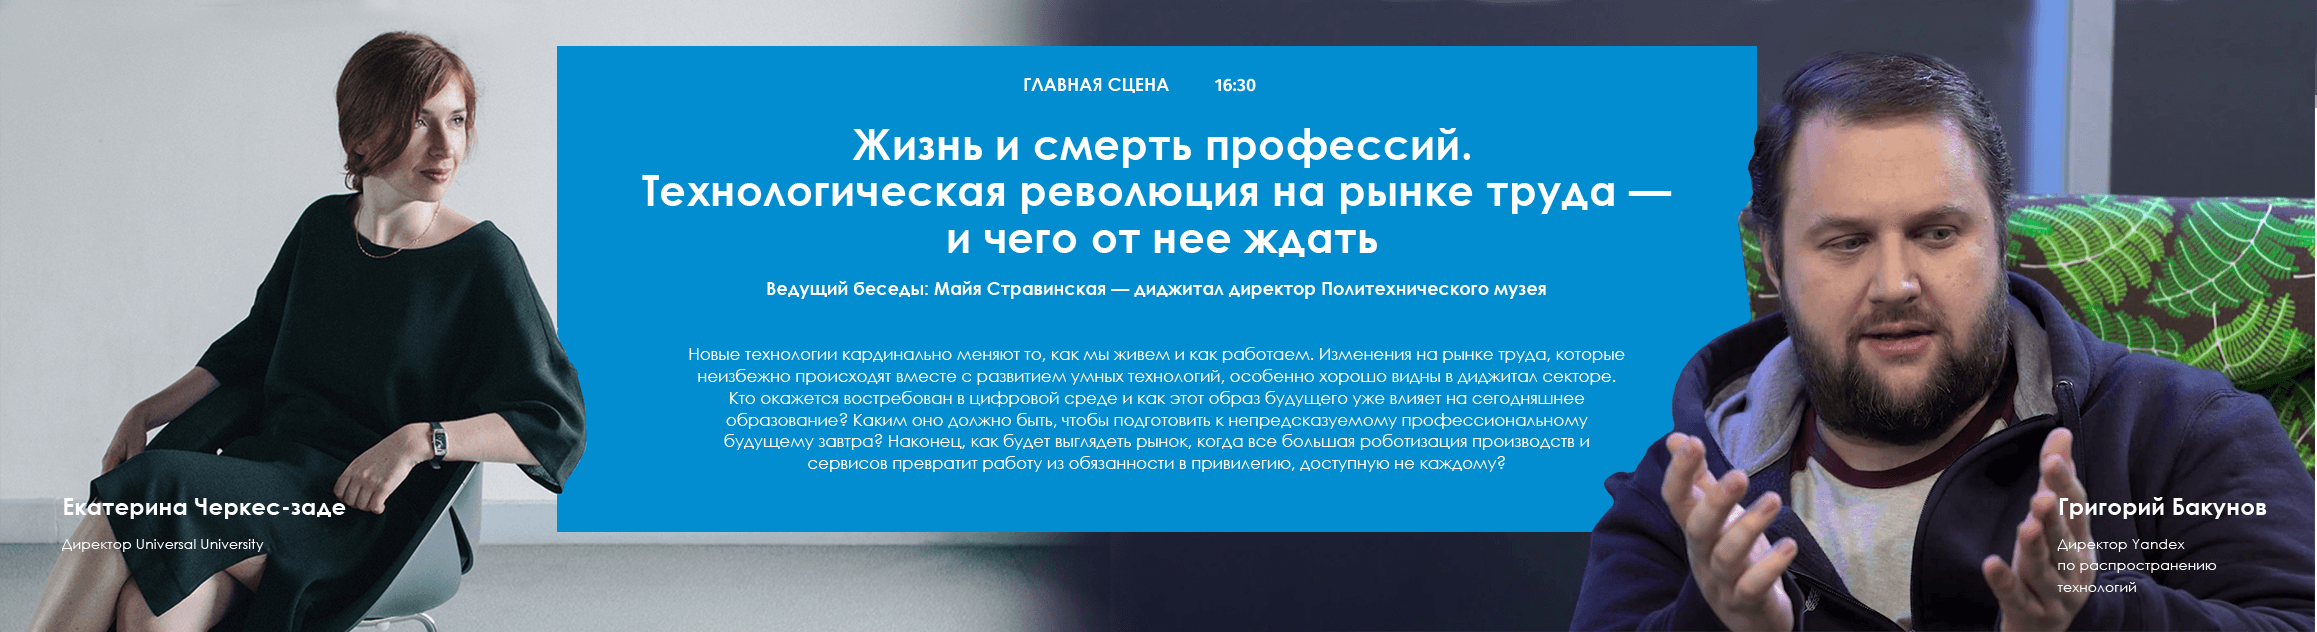 ГЛАВНАЯ СЦЕНА 16:30
Жизнь и смерть профессий.
Технологическая революция на рынке труда —
и чего от нее ждать
Ведущий беседы: Майя Стравинская — диджитал директор Политехнического музея
Новые технологии кардинально меняют то, как мы живем и как работаем. Изменения на рынке труда, которые
неизбежно происходят вместе с развитием умных технологий, особенно хорошо видны в диджитал секторе.
Кто окажется востребован в цифровой среде и как этот образ будущего уже влияет на сегодняшнее
образование? Каким оно должно быть, чтобы подготовить к непредсказуемому профессиональному
будущему завтра? Наконец, как будет выглядеть рынок, когда все большая роботизация производств и
сервисов превратит работу из обязанности в привилегию, доступную не каждому?
Екатерина Черкес-заде
Директор Universal University
Григорий Бакунов
Директор Yandex
по распространению
технологий